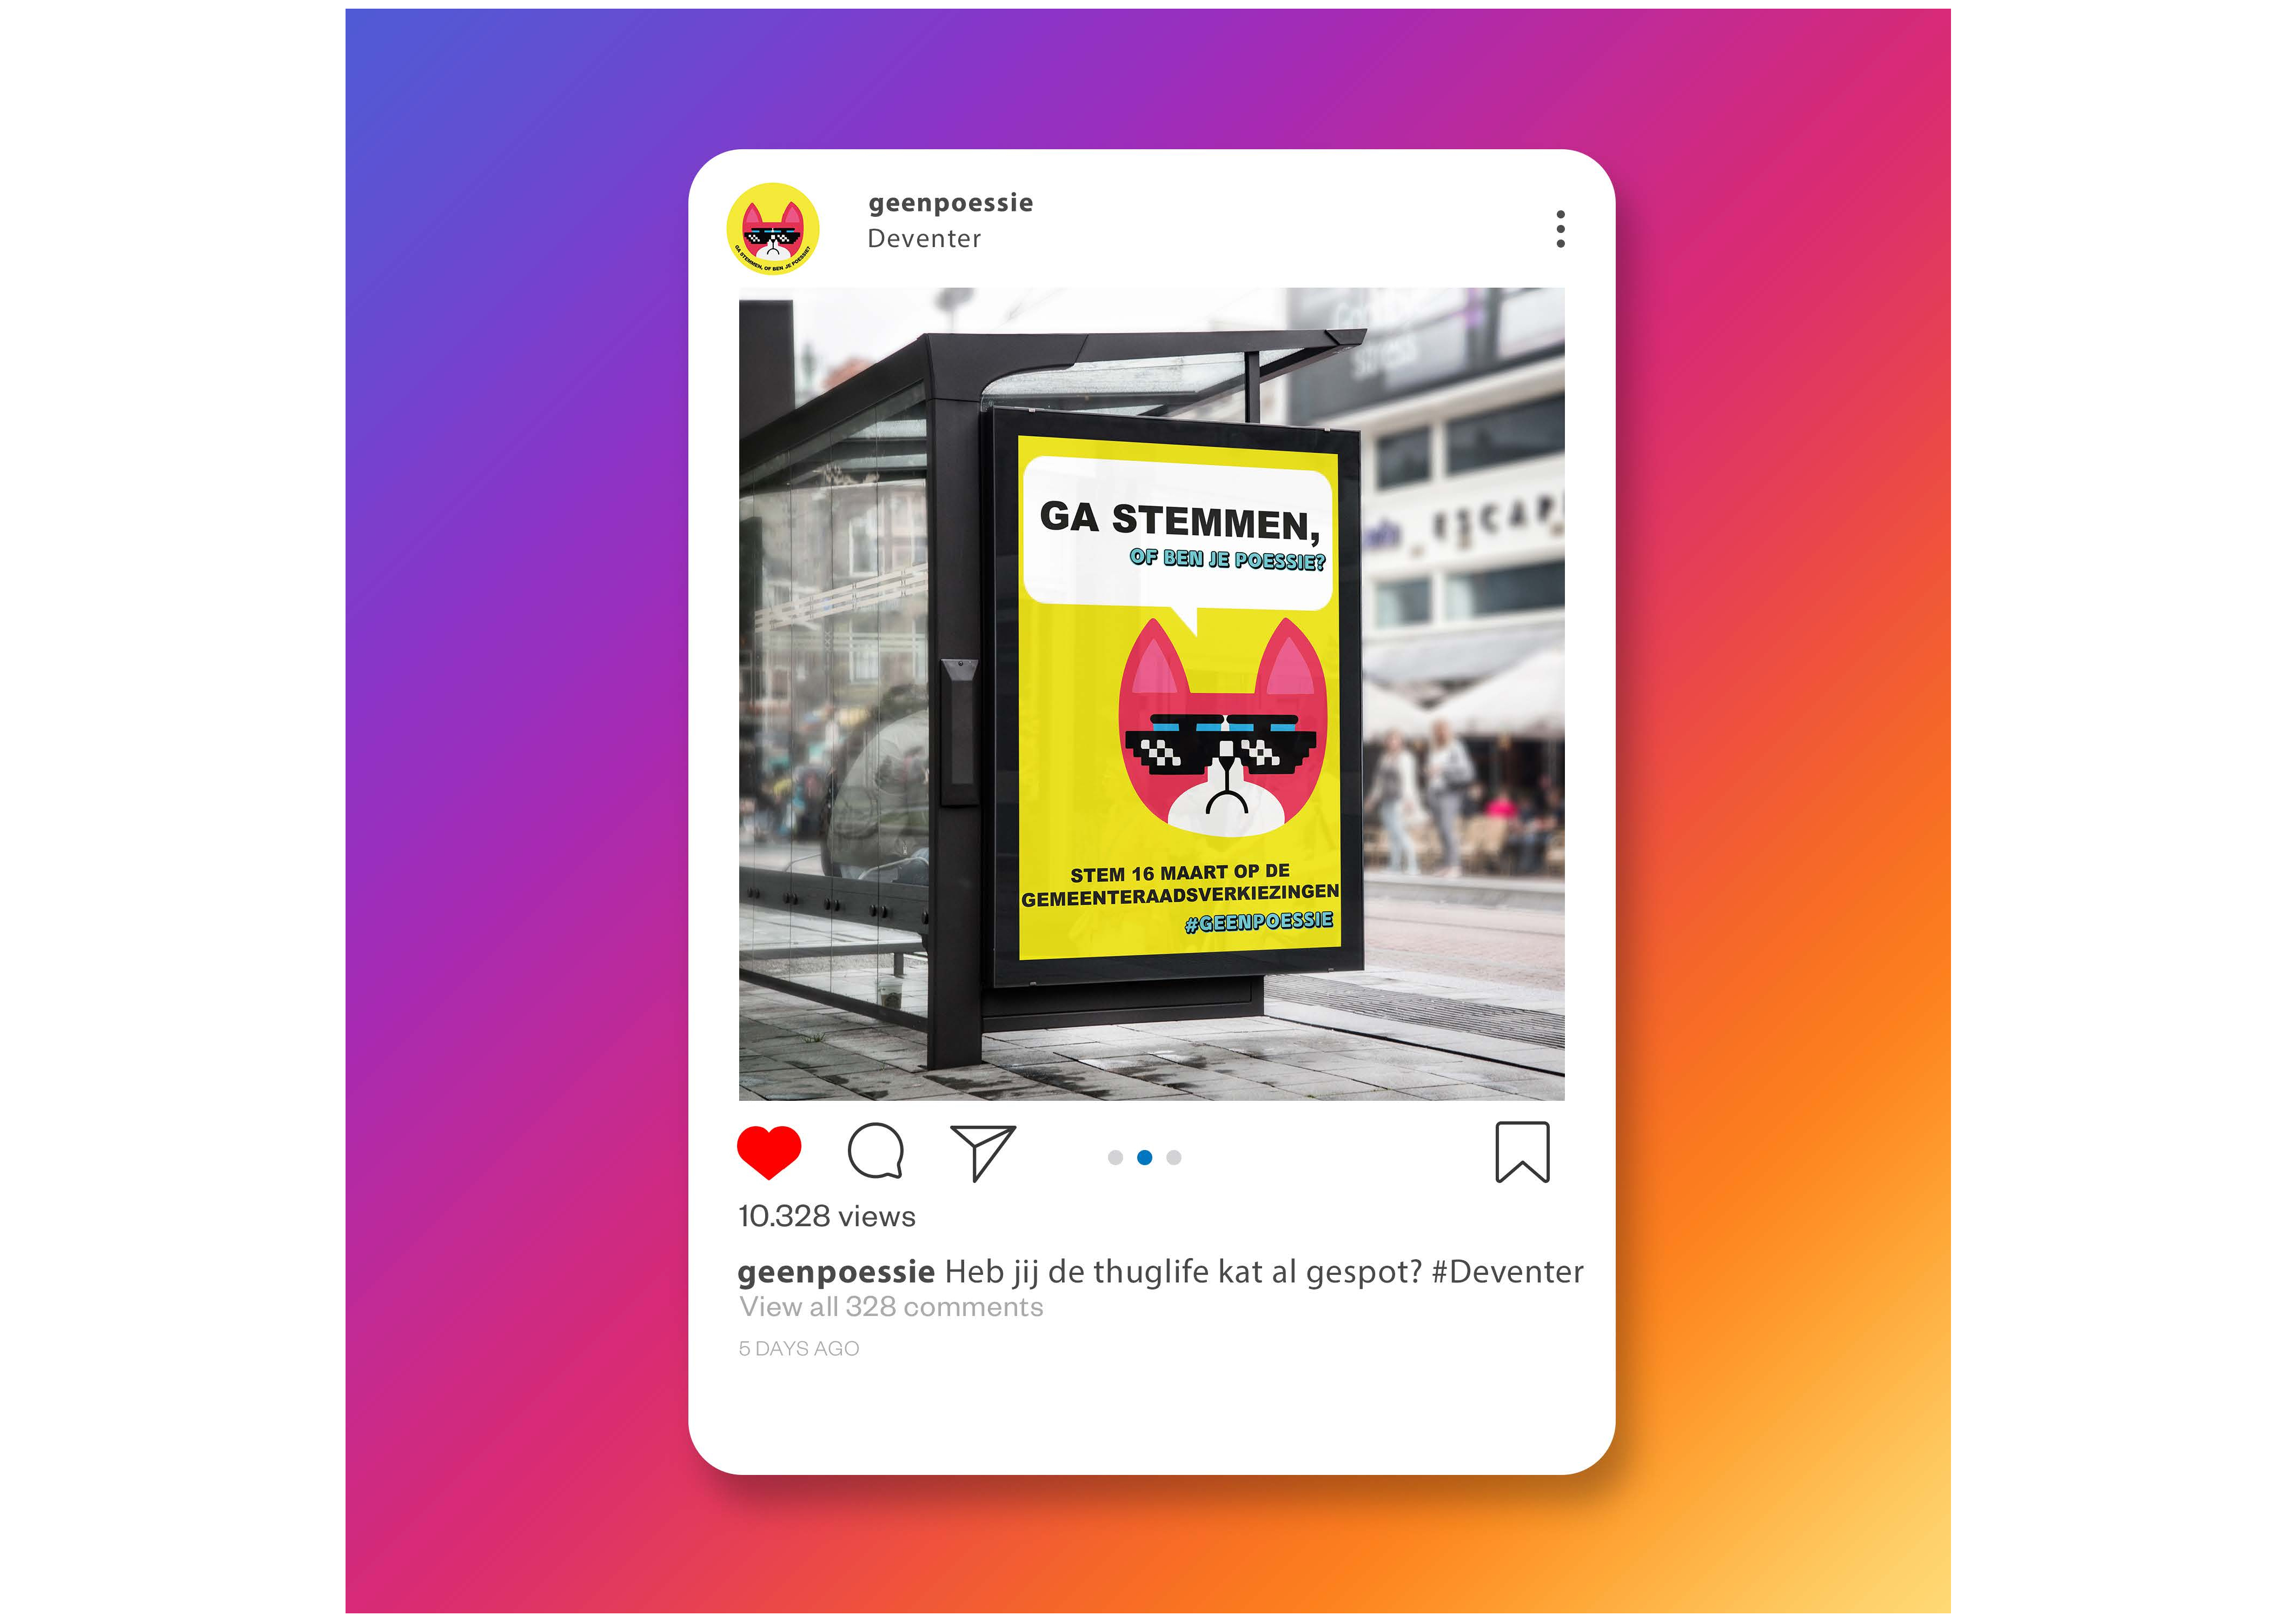 geenpoessie
Deventer
GA STEMMEN, OF BEN JE POESSIE?
GA STEMMEN,
OF BEN JE POESSIE?
STEM 16 MAART OP DE
GEMEENTERAADSVERKIEZINGEN
#GEENPOESSIE
10.328 views
geenpoessie Heb jij de thuglife kat al gespot? #Deventer
View all 328 comments
5 DAYS AGO